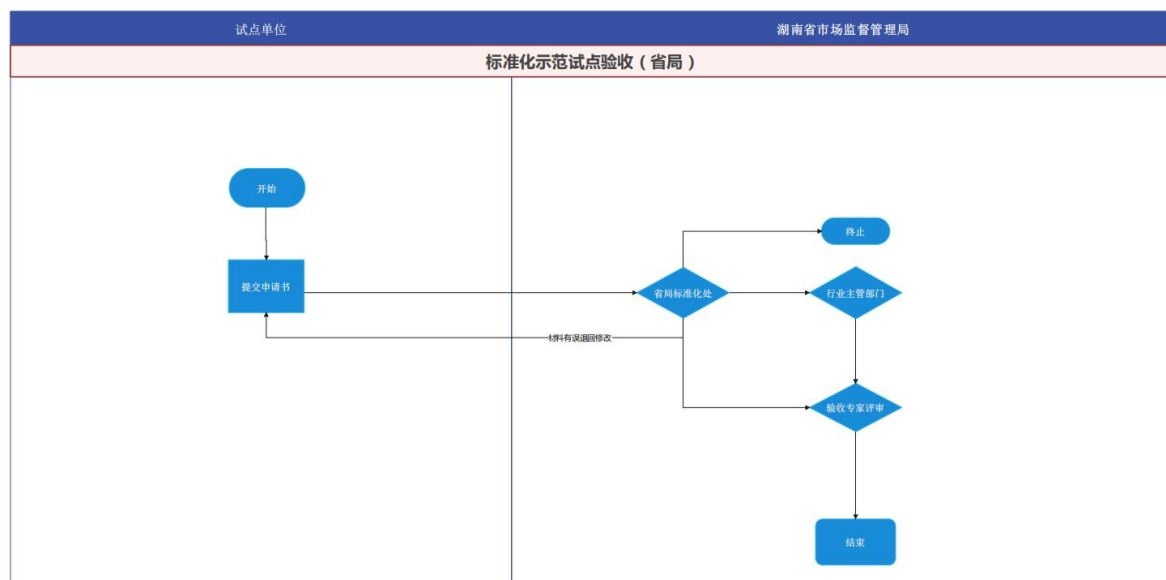 试点单位
湖南省市场监督管理局
标准化示范试点验收（省局）
开始
终止
提交申请书
省局标准化处
行业主管部门
材料有误退回修改
验收专家评审
结束